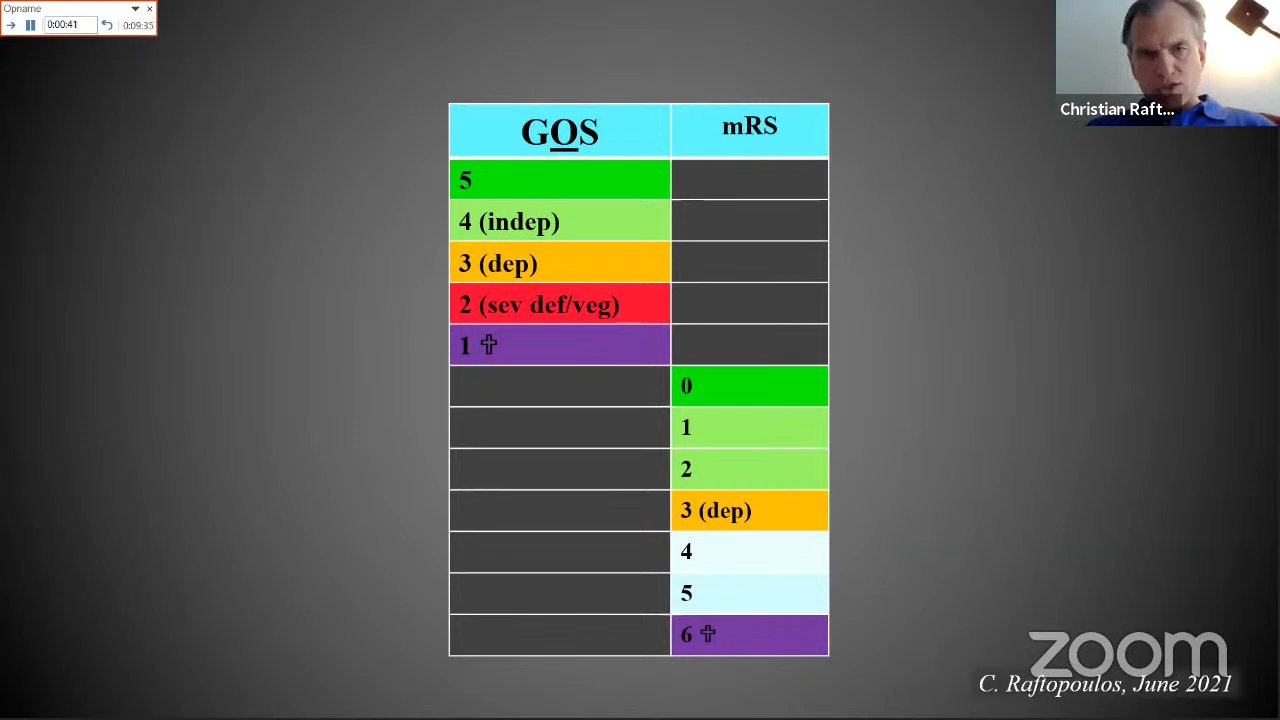 Opname
0:00:41
0:09:35
Christian Raft...
GOS
mRS
5
4 (indep)
3 (dep)
2 (sev def/veg)
1 ✞
0
1
2
3 (dep)
4
5
6 ✞
zoom
C. Raftopoulos, June 2021